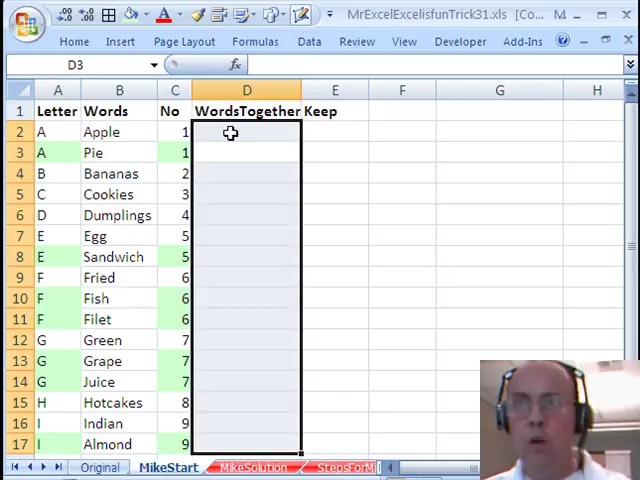 MrExcelExcelisfunTrick31.xls [Co...
Home Insert Page Layout Formulas Data Review View Developer Add-Ins
D3 fx
A B C D E F G H
1 Letter Words No WordsTogether Keep
2 A Apple 1
3 A Pie 1
4 B Bananas 2
5 C Cookies 3
6 D Dumplings 4
7 E Egg 5
8 E Sandwich 5
9 F Fried 6
10 F Fish 6
11 F Filet 6
12 G Green 7
13 G Grape 7
14 G Juice 7
15 H Hotcakes 8
16 I Indian 9
17 I Almond 9
Original MikeStart MikeSolution StepsForMi